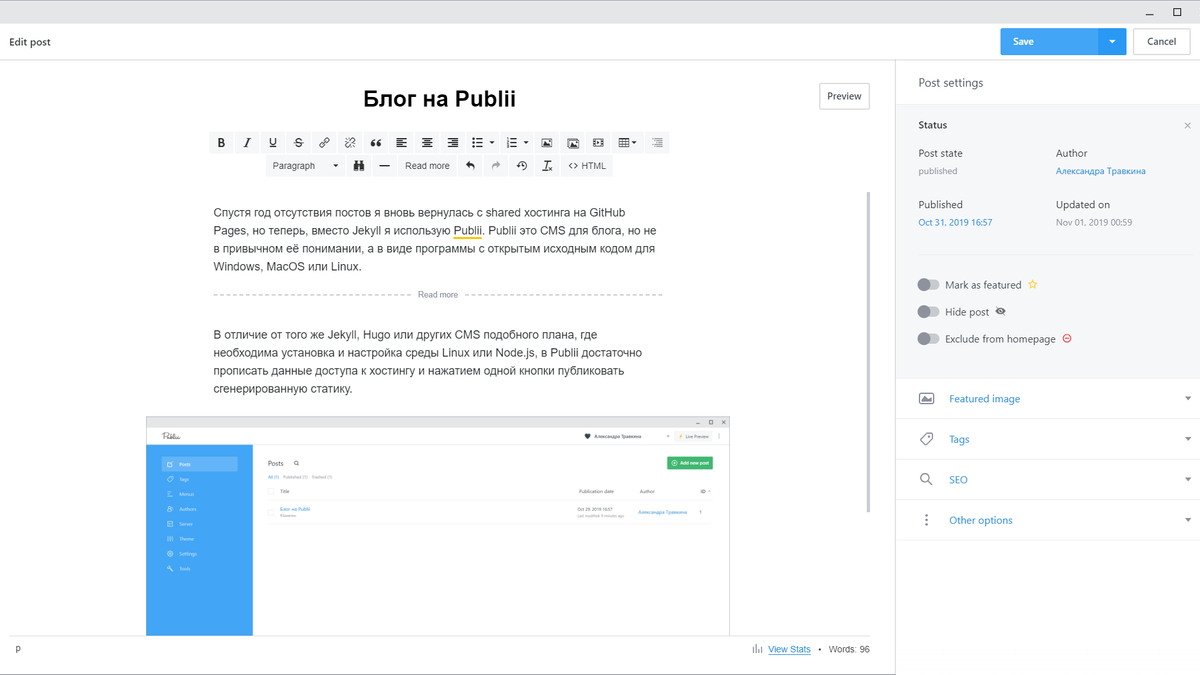 Edit post
Save
Cancel
Блог на Publii
Preview
B I U S
Paragraph
Read more
<> HTML
Спустя год отсутствия постов я вновь вернулась с shared хостинга на GitHub
Pages, но теперь, вместо Jekyll я использую Publii. Publii это CMS для блога, но не
в привычном её понимании, а в виде программы с открытым исходным кодом для
Windows, MacOS или Linux.
Read more
В отличие от того же Jekyll, Hugo или других CMS подобного плана, где
необходима установка и настройка среды Linux или Node.js, в Publii достаточно
прописать данные доступа к хостингу и нажатием одной кнопки публиковать
сгенерированную статику.
Publii
Александра Травкина
Live Preview
Posts
Tags
Menus
Authors
Server
Theme
Settings
Tools
Posts
Add new post
All (1) Published (1) Trashed (1)
Title
Publication date
Author
ID
Блог на Publii
Oct 29, 2019 16:57
Last modified: 9 minutes ago
Александра Травкина
1
p
View Stats • Words: 96
Post settings
Status
Post state
Author
published
Александра Травкина
Published
Updated on
Oct 31, 2019 16:57
Nov 01, 2019 00:59
Mark as featured
Hide post
Exclude from homepage
Featured image
Tags
SEO
Other options